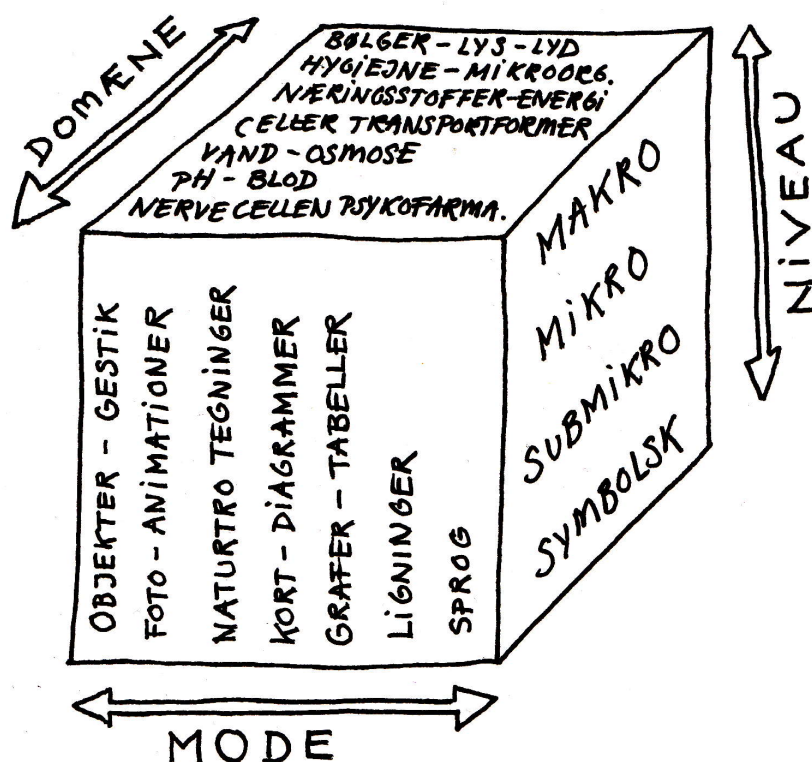 DOMÆNE
BØLGER - LYS - LYD
HYGIEJNE - MIKROORG.
NÆRINGSSTOFFER - ENERGI
CELLER TRANSPORTFORMER
VAND - OSMOSE
PH - BLOD
NERVECELLEN PSYKOFARMA.
NIVEAU
MAKRO
MIKRO
SUBMIKRO
SYMBOLSK
OBJEKTER - GESTIK
FOTO - ANIMATIONER
NATURTRO TEGNINGER
KORT - DIAGRAMMER
GRAFER - TABELLER
LIGNINGER
SPROG
MODE